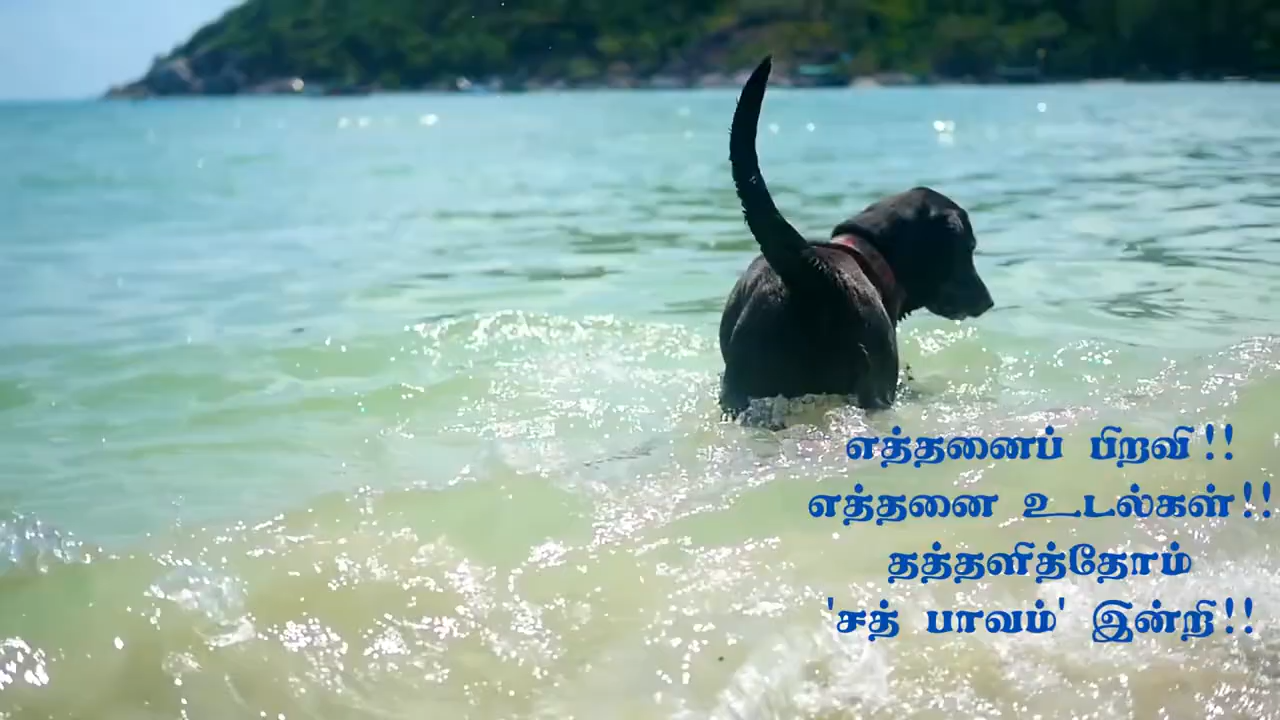 எத்தனைப் பிறவி!!
எத்தனை உடல்கள்!!
தத்தளித்தோம்
'சத் பாவம்' இன்றி!!